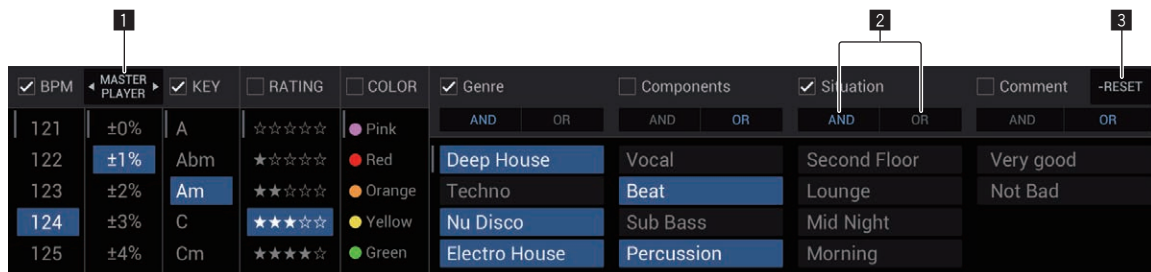 1 2 3
BPM ◂ MASTER PLAYER ▸ KEY RATING COLOR Genre Components Situation Comment -RESET
AND OR AND OR AND OR AND OR
121 ±0% A ☆☆☆☆☆ Pink
122 ±1% Abm ★☆☆☆☆ Red Deep House Vocal Second Floor Very good
123 ±2% Am ★★☆☆☆ Orange Techno Beat Lounge Not Bad
124 ±3% C ★★★☆☆ Yellow Nu Disco Sub Bass Mid Night
125 ±4% Cm ★★★★☆ Green Electro House Percussion Morning